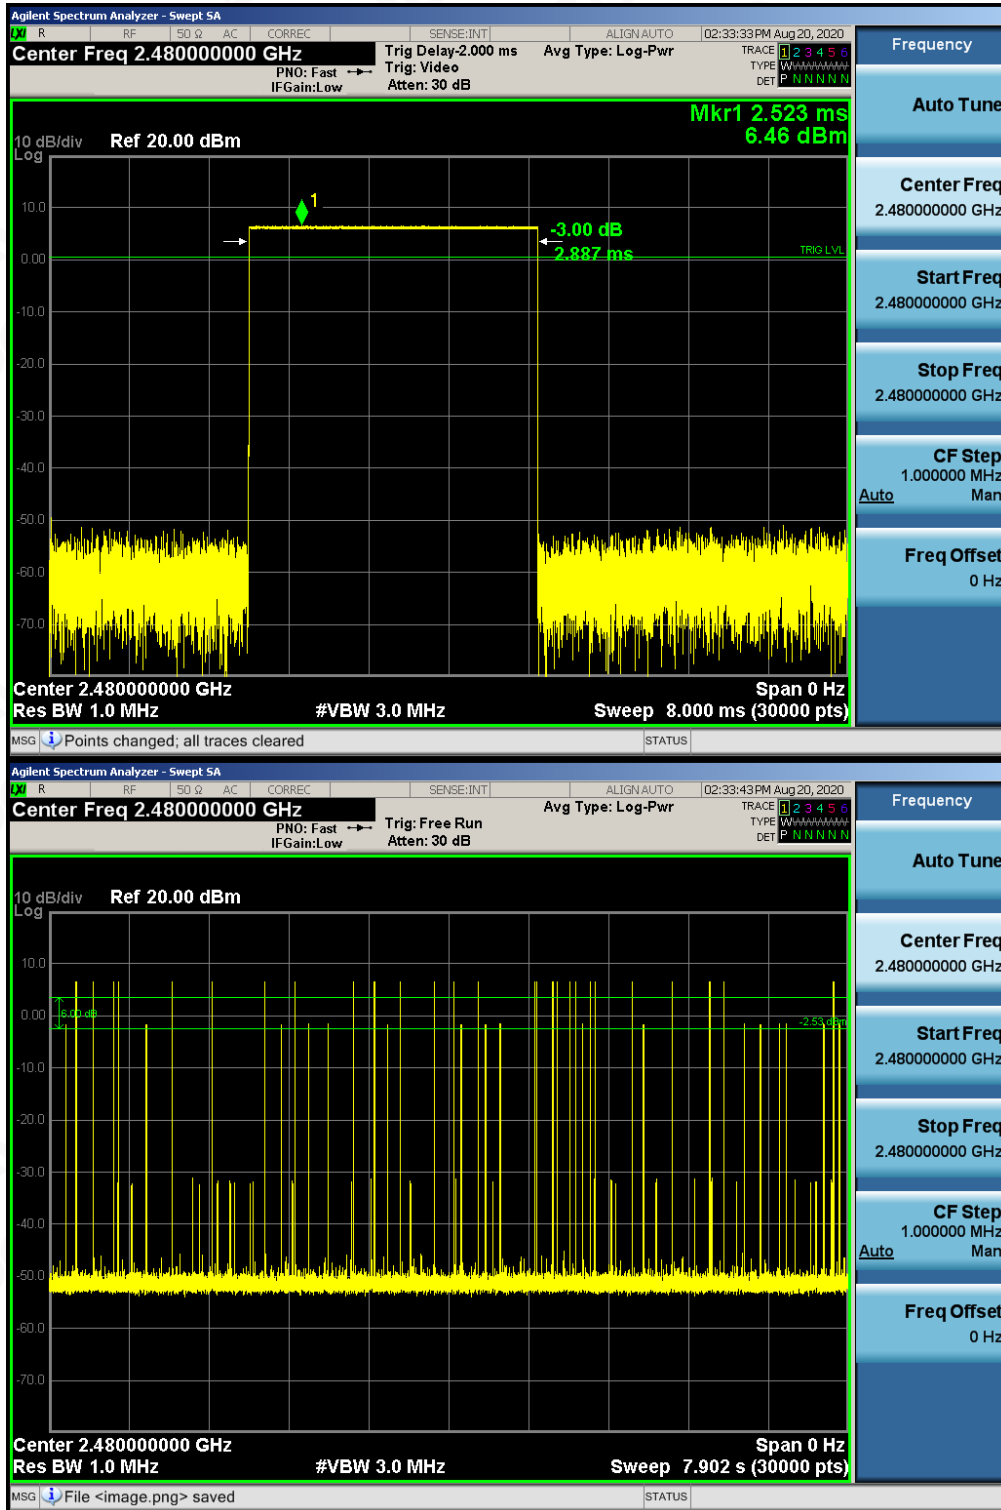 Agilent Spectrum Analyzer - Swept SA
LXI R RF 50 Ω AC CORREC SENSE:INT ALIGN AUTO 02:33:33 PM Aug 20, 2020
Center Freq 2.480000000 GHz Trig Delay-2.000 ms Avg Type: Log-Pwr TRACE 1 2 3 4 5 6
PNO: Fast Trig: Video TYPE W
IFGain:Low Atten: 30 dB DET P N N N N N
Mkr1 2.523 ms
6.46 dBm
10 dB/div Ref 20.00 dBm
Log
10.0
1
-3.00 dB
2.887 ms
TRIG LVL
0.00
-10.0
-20.0
-30.0
-40.0
-50.0
-60.0
-70.0
Center 2.480000000 GHz Span 0 Hz
Res BW 1.0 MHz #VBW 3.0 MHz Sweep 8.000 ms (30000 pts)
MSG Points changed; all traces cleared STATUS
Frequency
Auto Tune
Center Freq
2.480000000 GHz
Start Freq
2.480000000 GHz
Stop Freq
2.480000000 GHz
CF Step
1.000000 MHz
Auto Man
Freq Offset
0 Hz
Agilent Spectrum Analyzer - Swept SA
LXI R RF 50 Ω AC CORREC SENSE:INT ALIGN AUTO 02:33:43 PM Aug 20, 2020
Center Freq 2.480000000 GHz Avg Type: Log-Pwr TRACE 1 2 3 4 5 6
PNO: Fast Trig: Free Run TYPE W
IFGain:Low Atten: 30 dB DET P N N N N N
10 dB/div Ref 20.00 dBm
Log
10.0
0.00
6.00 dB
-2.53 dBm
-10.0
-20.0
-30.0
-40.0
-50.0
-60.0
-70.0
Center 2.480000000 GHz Span 0 Hz
Res BW 1.0 MHz #VBW 3.0 MHz Sweep 7.902 s (30000 pts)
MSG File <image.png> saved STATUS
Frequency
Auto Tune
Center Freq
2.480000000 GHz
Start Freq
2.480000000 GHz
Stop Freq
2.480000000 GHz
CF Step
1.000000 MHz
Auto Man
Freq Offset
0 Hz